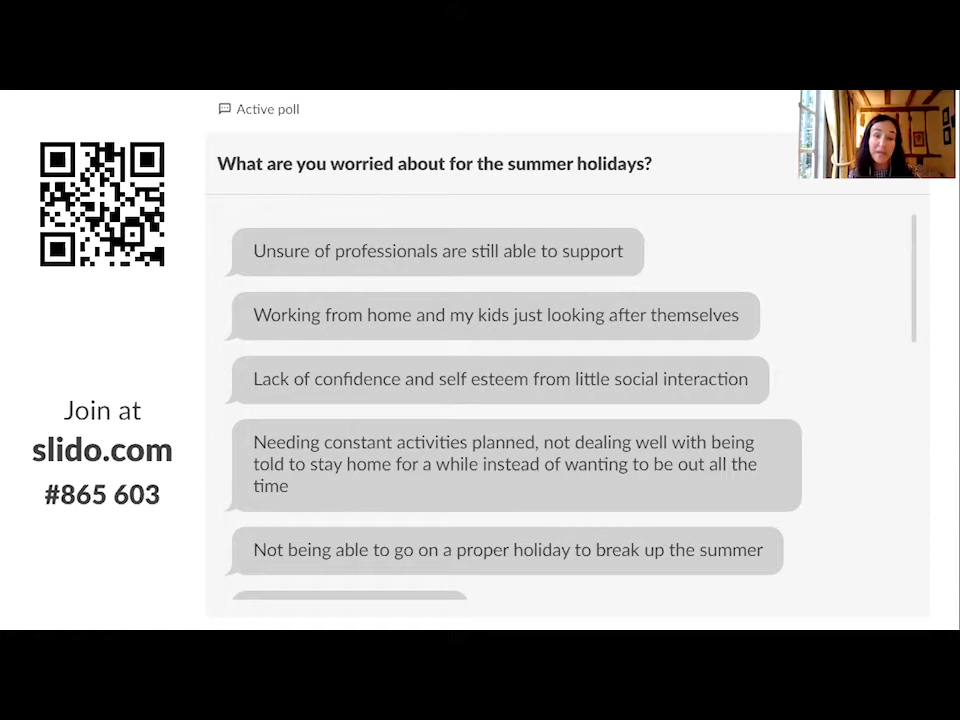 Active poll
What are you worried about for the summer holidays?
Unsure of professionals are still able to support
Working from home and my kids just looking after themselves
Lack of confidence and self esteem from little social interaction
Needing constant activities planned, not dealing well with being
told to stay home for a while instead of wanting to be out all the
time
Not being able to go on a proper holiday to break up the summer
Join at
slido.com
#865 603